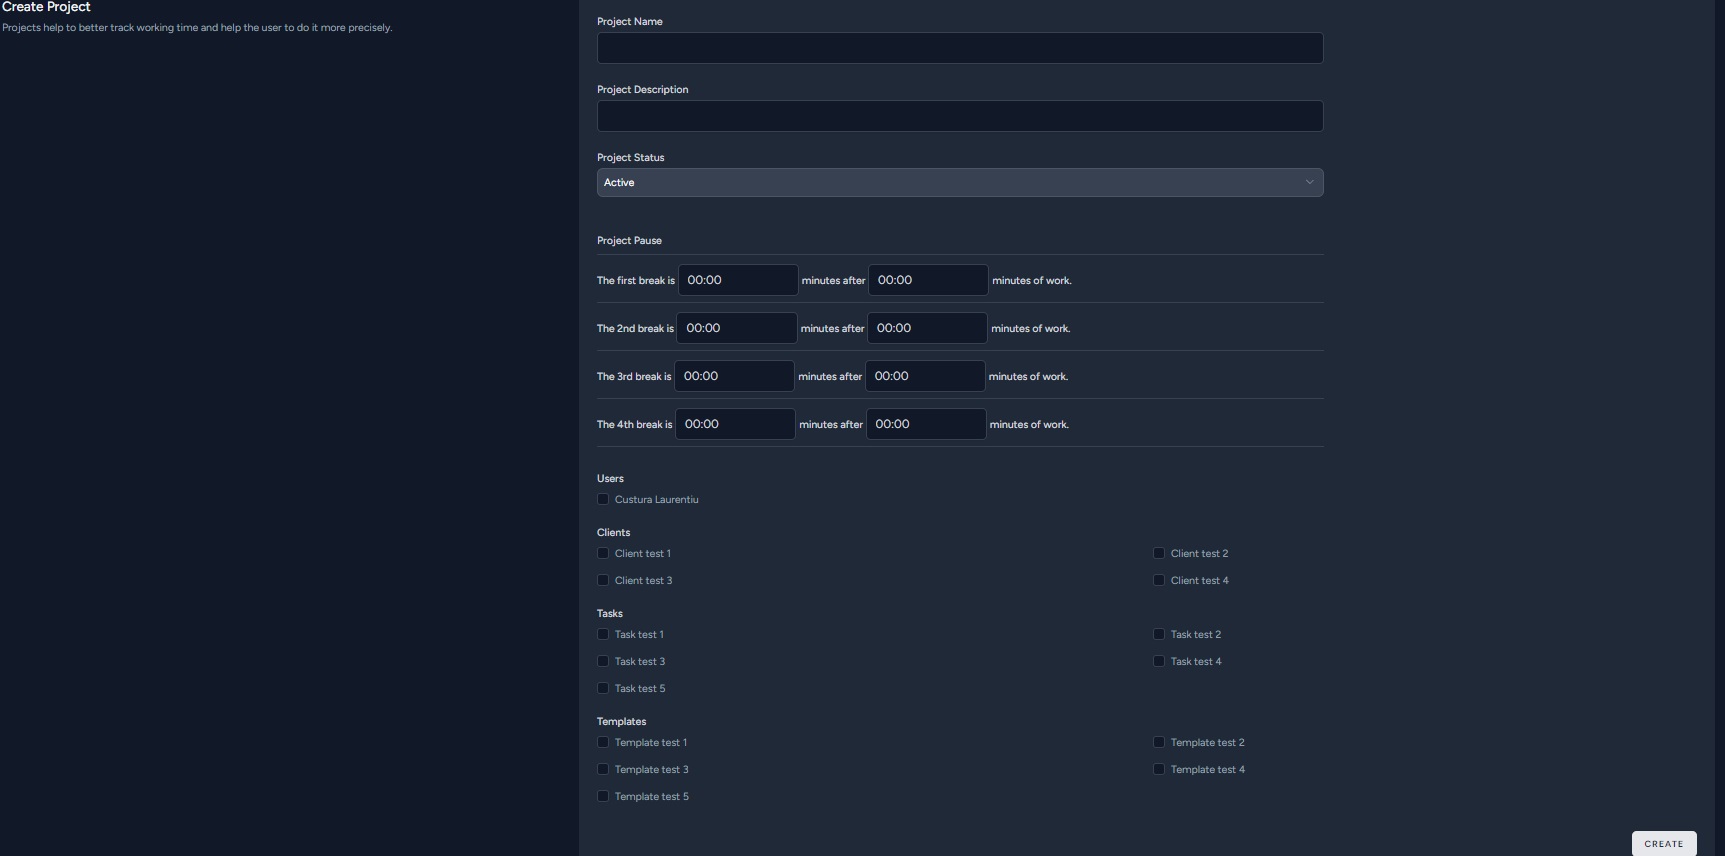 Create Project
Projects help to better track working time and help the user to do it more precisely.
Project Name
Project Description
Project Status
Active
Project Pause
The first break is 00:00 minutes after 00:00 minutes of work.
The 2nd break is 00:00 minutes after 00:00 minutes of work.
The 3rd break is 00:00 minutes after 00:00 minutes of work.
The 4th break is 00:00 minutes after 00:00 minutes of work.
Users
Custura Laurentiu
Clients
Client test 1 Client test 2
Client test 3 Client test 4
Tasks
Task test 1 Task test 2
Task test 3 Task test 4
Task test 5
Templates
Template test 1 Template test 2
Template test 3 Template test 4
Template test 5
CREATE